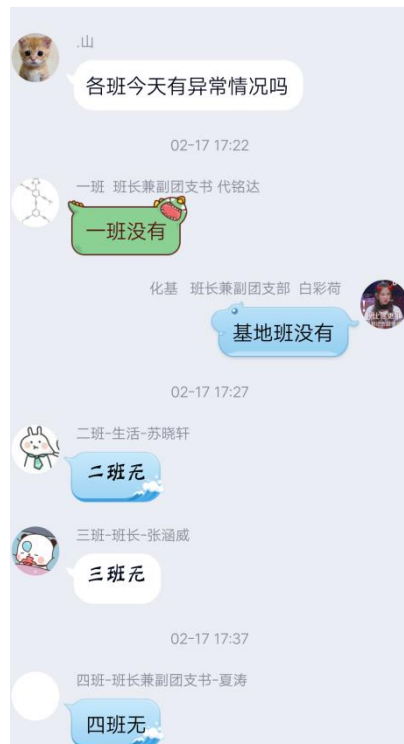 .山
各班今天有异常情况吗
02-17 17:22
一班 班长兼副团支书 代铭达
一班没有
化基 班长兼副团支部 白彩荷
基地班没有
02-17 17:27
二班-生活-苏晓轩
二班无
三班-班长-张涵威
三班无
02-17 17:37
四班-班长兼副团支书-夏涛
四班无